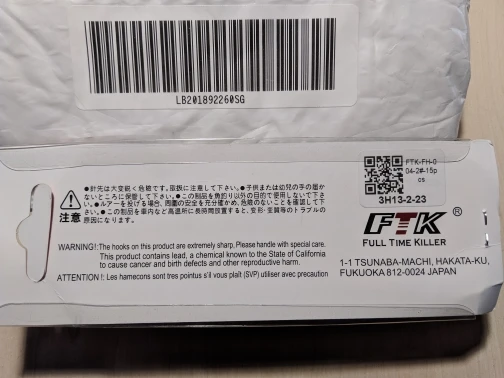 LB201892260SG
FTK-FH-0
04-2#-15p
cs
3H13-2-23
注意
●針先は大変鋭く危険です。取扱に注意して下さい。●子供または幼児の手の届か
ないところに保管して下さい。●この製品を魚釣り以外の目的で使用しないで下
さい。●ルアーを投げる場合、周囲の安全を充分確かめ、危険のないことを確認して下
さい。●この製品を車内など高温所に長時間放置すると、変形・変質等のトラブルの
原因になります。
FTK ®
FULL TIME KILLER
WARNING!:The hooks on this product are extremely sharp. Please handle with special care.
This product contains lead, a chemical known to the State of California
to cause cancer and birth defects and other reproductive harm.
ATTENTION !: Les hamecons sont tres pointus s'il vous plaît (SVP) utiliser avec précaution
1-1 TSUNABA-MACHI, HAKATA-KU,
FUKUOKA 812-0024 JAPAN